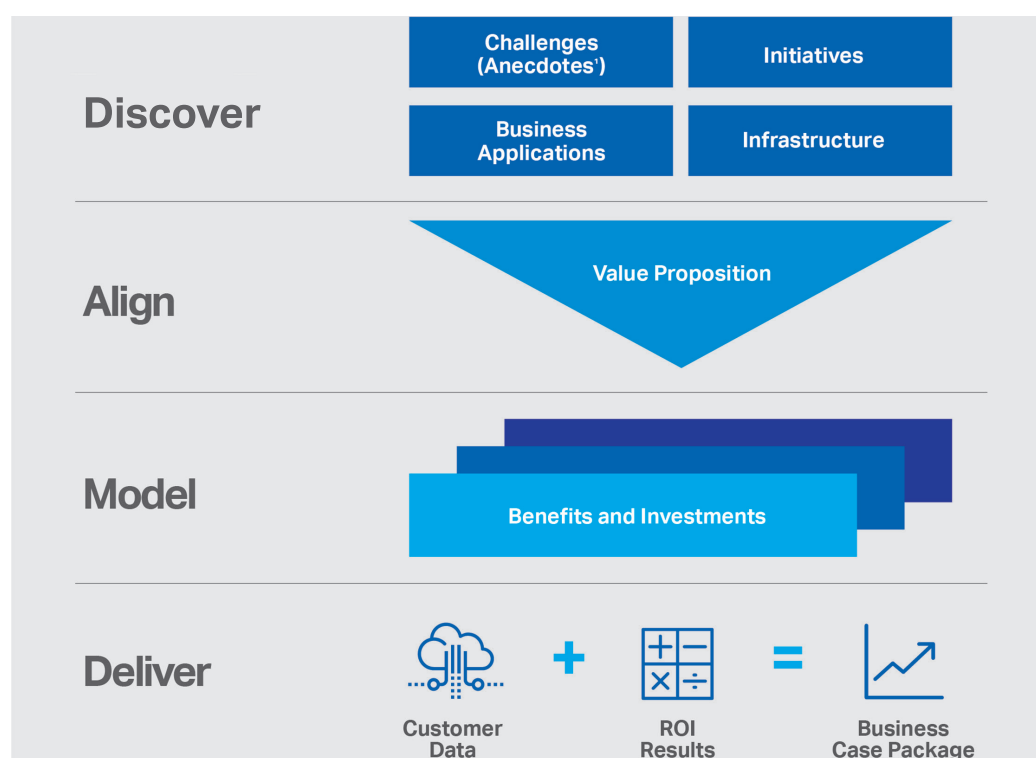 Challenges
(Anecdotes¹)
Initiatives
Discover
Business
Applications
Infrastructure
Value Proposition
Align
Model
Benefits and Investments
Deliver
Customer
Data
ROI
Results
Business
Case Package